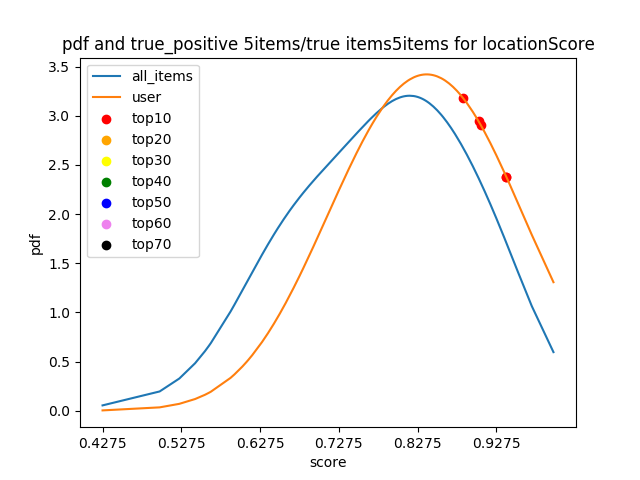 pdf and true_positive 5items/true items5items for locationScore
all_items
user
top10
top20
top30
top40
top50
top60
top70
pdf
3.5
3.0
2.5
2.0
1.5
1.0
0.5
0.0
0.4275 0.5275 0.6275 0.7275 0.8275 0.9275
score